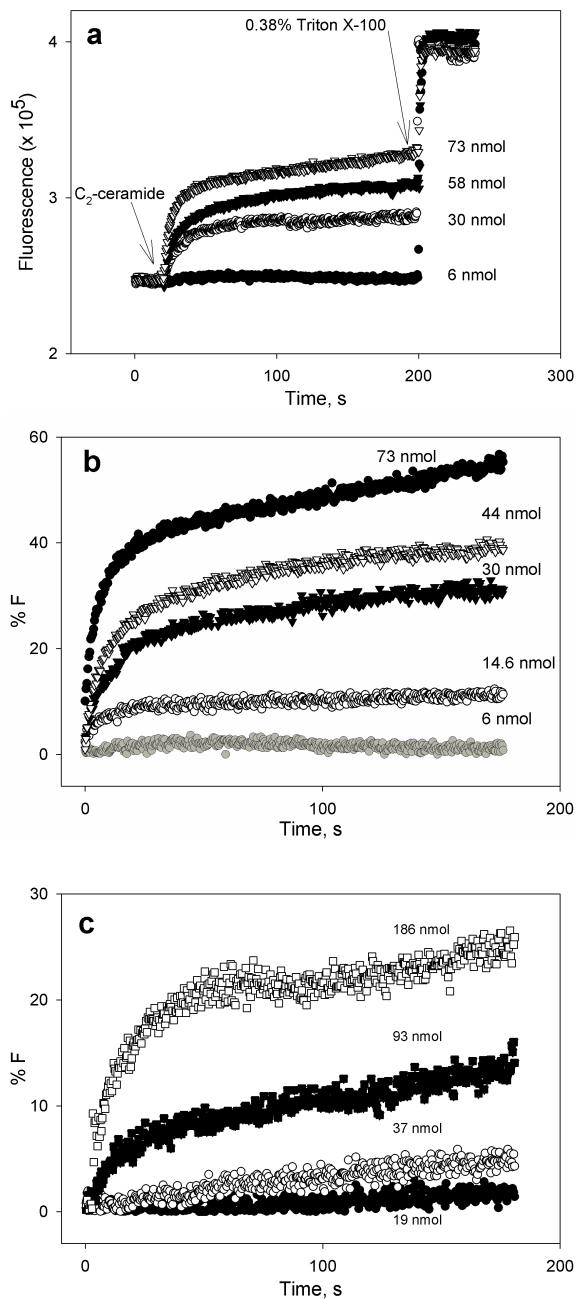 a
0.38% Triton X-100
4
73 nmol
58 nmol
3
C2-ceramide
30 nmol
6 nmol
2
Fluorescence (x 10^5)
0 100 200 300
Time, s
60
b
73 nmol
44 nmol
40
30 nmol
% F
20
14.6 nmol
6 nmol
0
0 100 200
Time, s
30
c
186 nmol
20
93 nmol
% F
10
37 nmol
0
19 nmol
0 100 200
Time, s